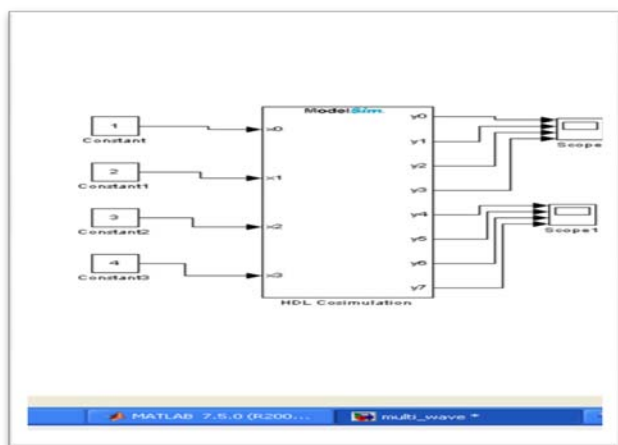 ModelSim
1
Constant
2
Constant1
3
Constant2
4
Constant3
x0
x1
x2
x3
y0
y1
y2
y3
y4
y5
y6
y7
HDL Cosimulation
Scope
Scope1
MATLAB 7.5.0 (R200...
multi_wave *